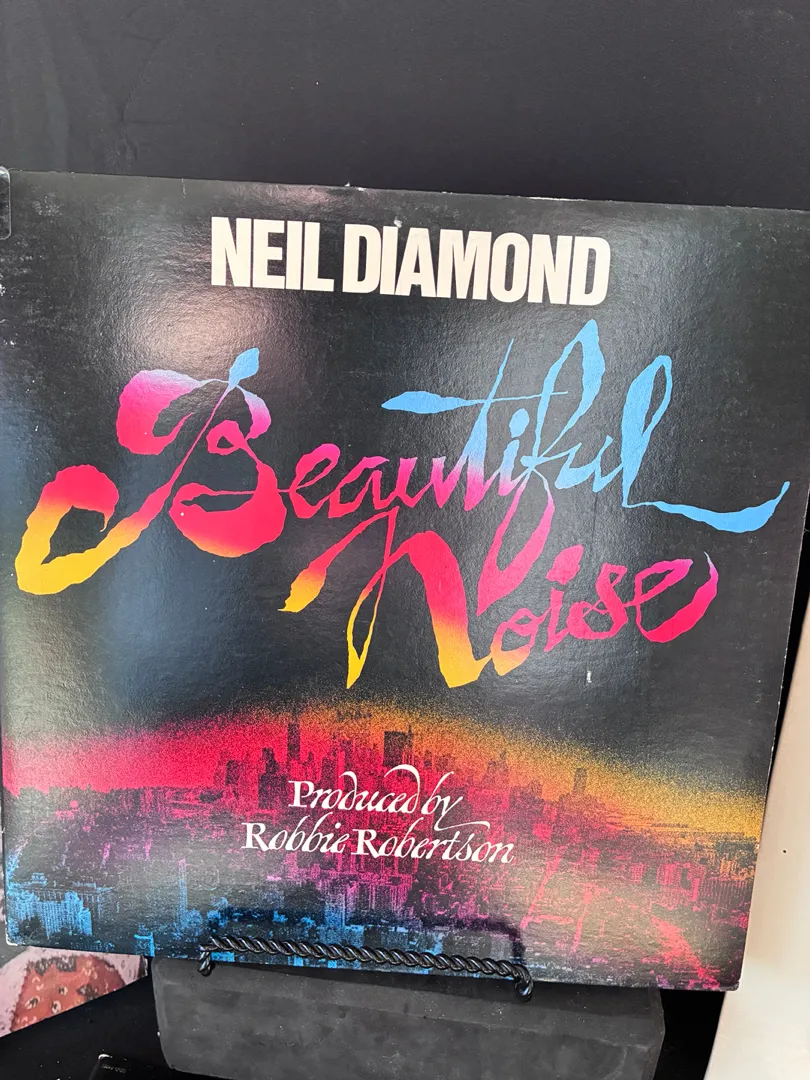 NEIL DIAMOND
Beautiful
Noise
Produced by
Robbie Robertson